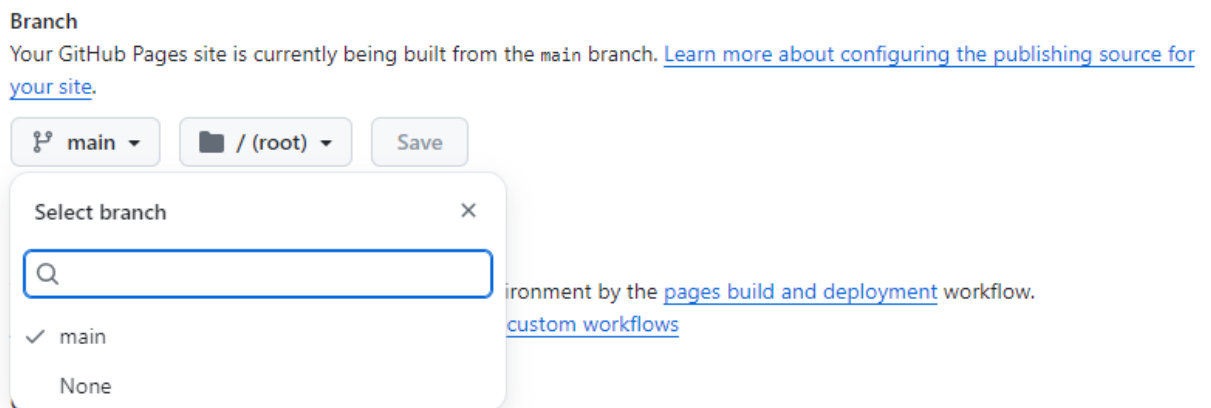 Branch
Your GitHub Pages site is currently being built from the main branch. Learn more about configuring the publishing source for
your site.
main / (root) Save
Select branch
ironment by the pages build and deployment workflow.
custom workflows
main
None